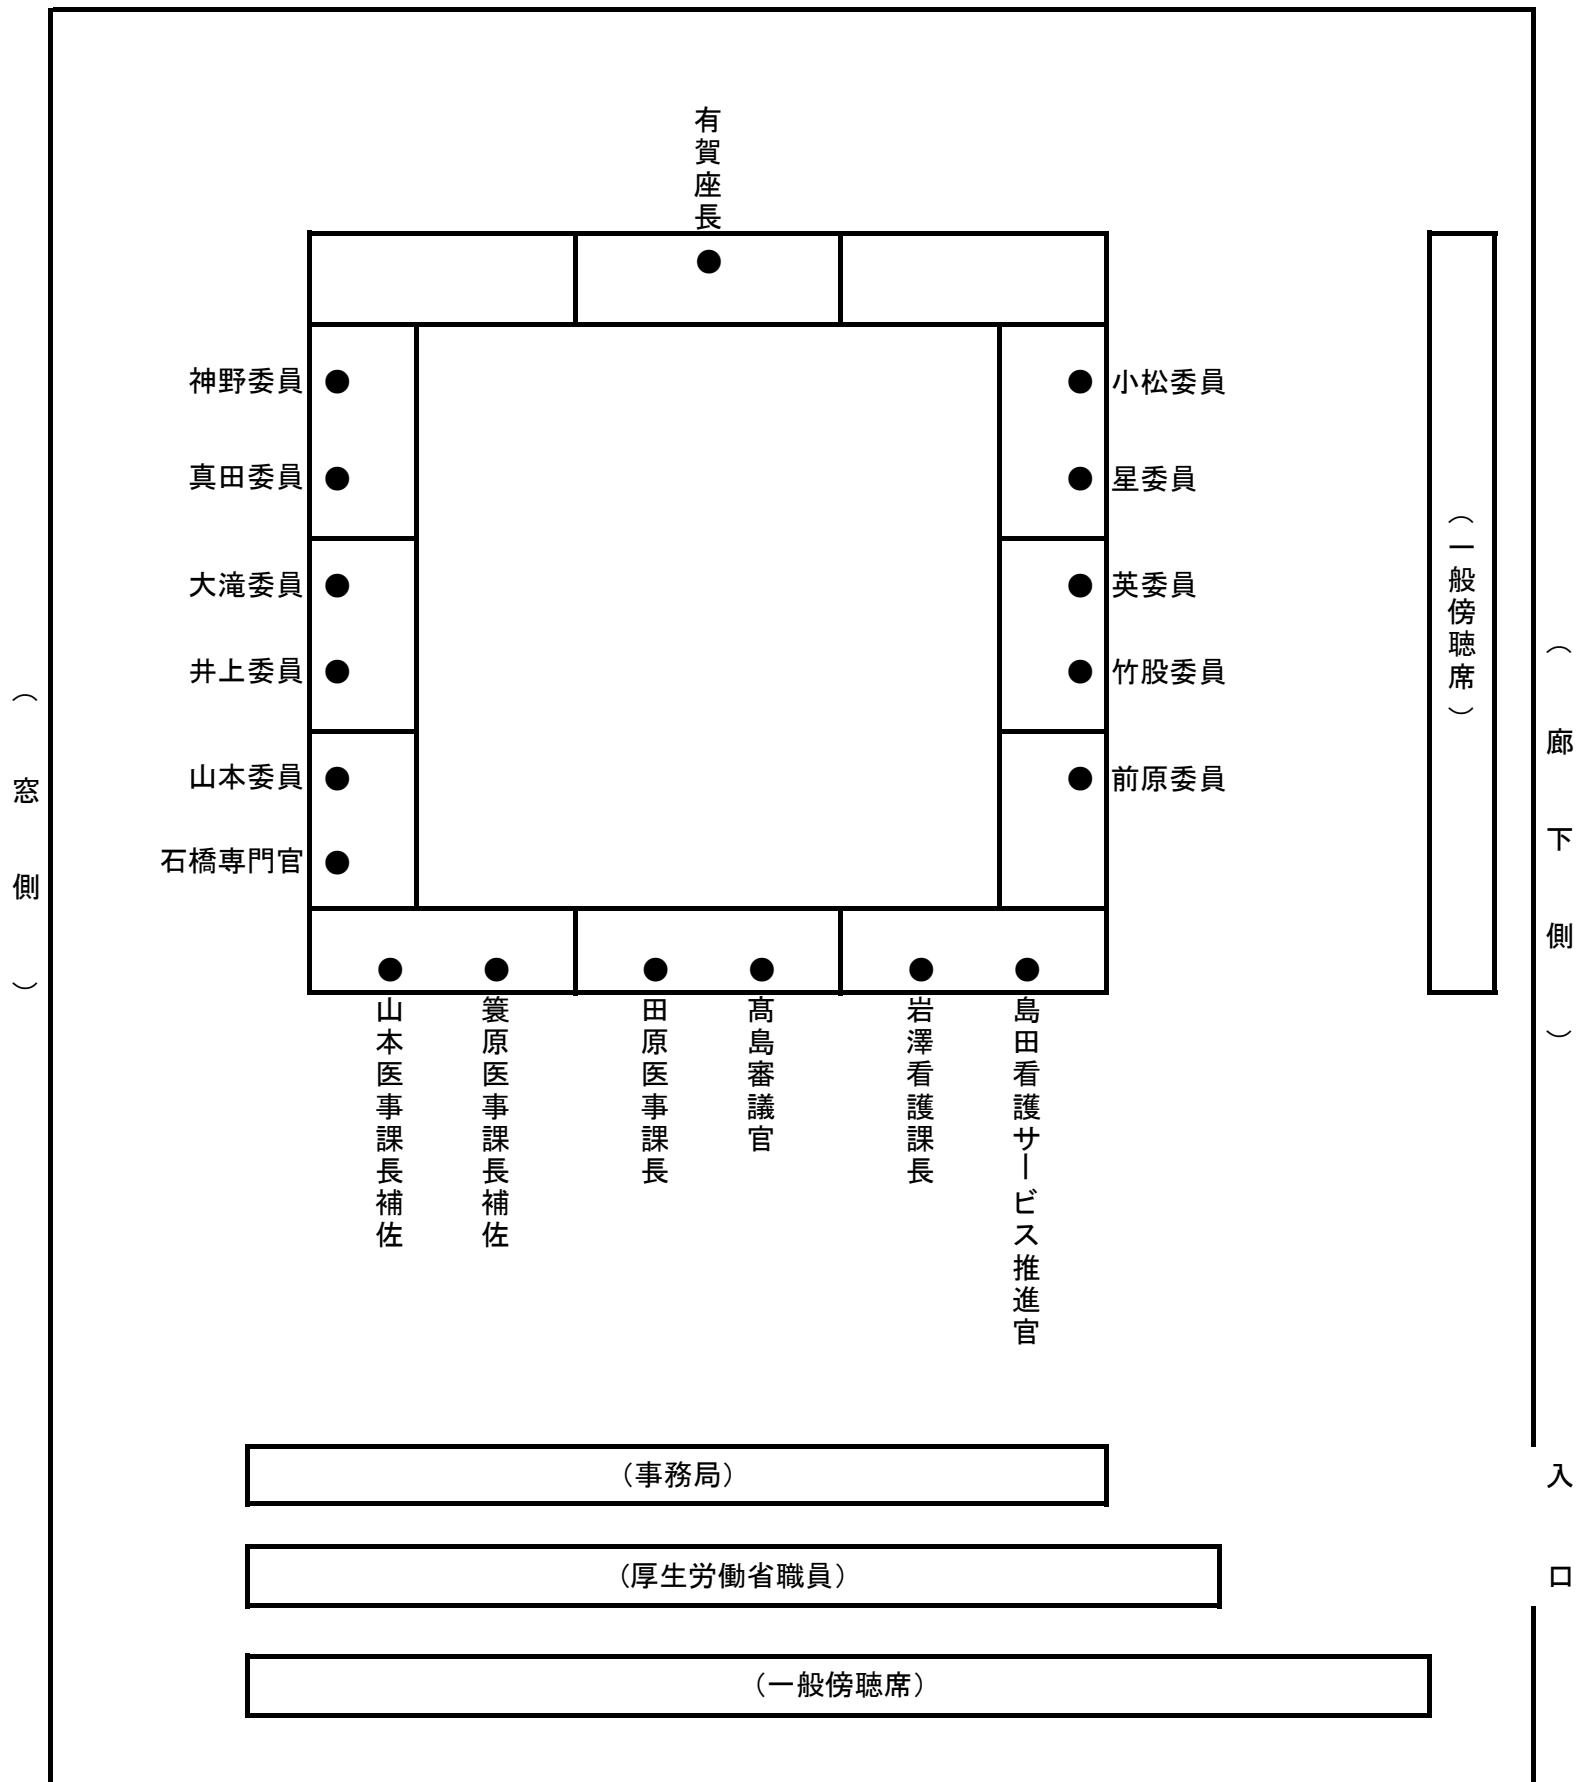 有賀座長
神野委員
小松委員
真田委員
星委員
大滝委員
英委員
井上委員
竹股委員
山本委員
前原委員
石橋専門官
（一般傍聴席）
（窓側）
（廊下側）
山本医事課長補佐
簑原医事課長補佐
田原医事課長
髙島審議官
岩澤看護課長
島田看護サービス推進官
（事務局）
入口
（厚生労働省職員）
（一般傍聴席）